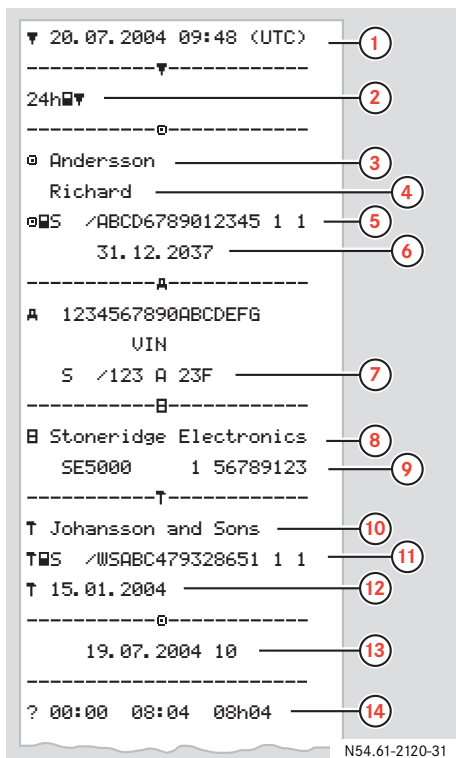 ▼ 20.07.2004 09:48 (UTC) 1
------------▼------------
24h▼ 2
-------------------------
Andersson 3
Richard 4
S /ABCD6789012345 1 1 5
31.12.2037 6
-------------------------
1234567890ABCDEFG
VIN
S /123 A 23F 7
-------------------------
Stoneridge Electronics 8
SE5000 1 56789123 9
------------T------------
T Johansson and Sons 10
T S /WSABC479328651 1 1 11
T 15.01.2004 12
-------------------------
19.07.2004 10 13
-------------------------
? 00:00 08:04 08h04 14
N54.61-2120-31